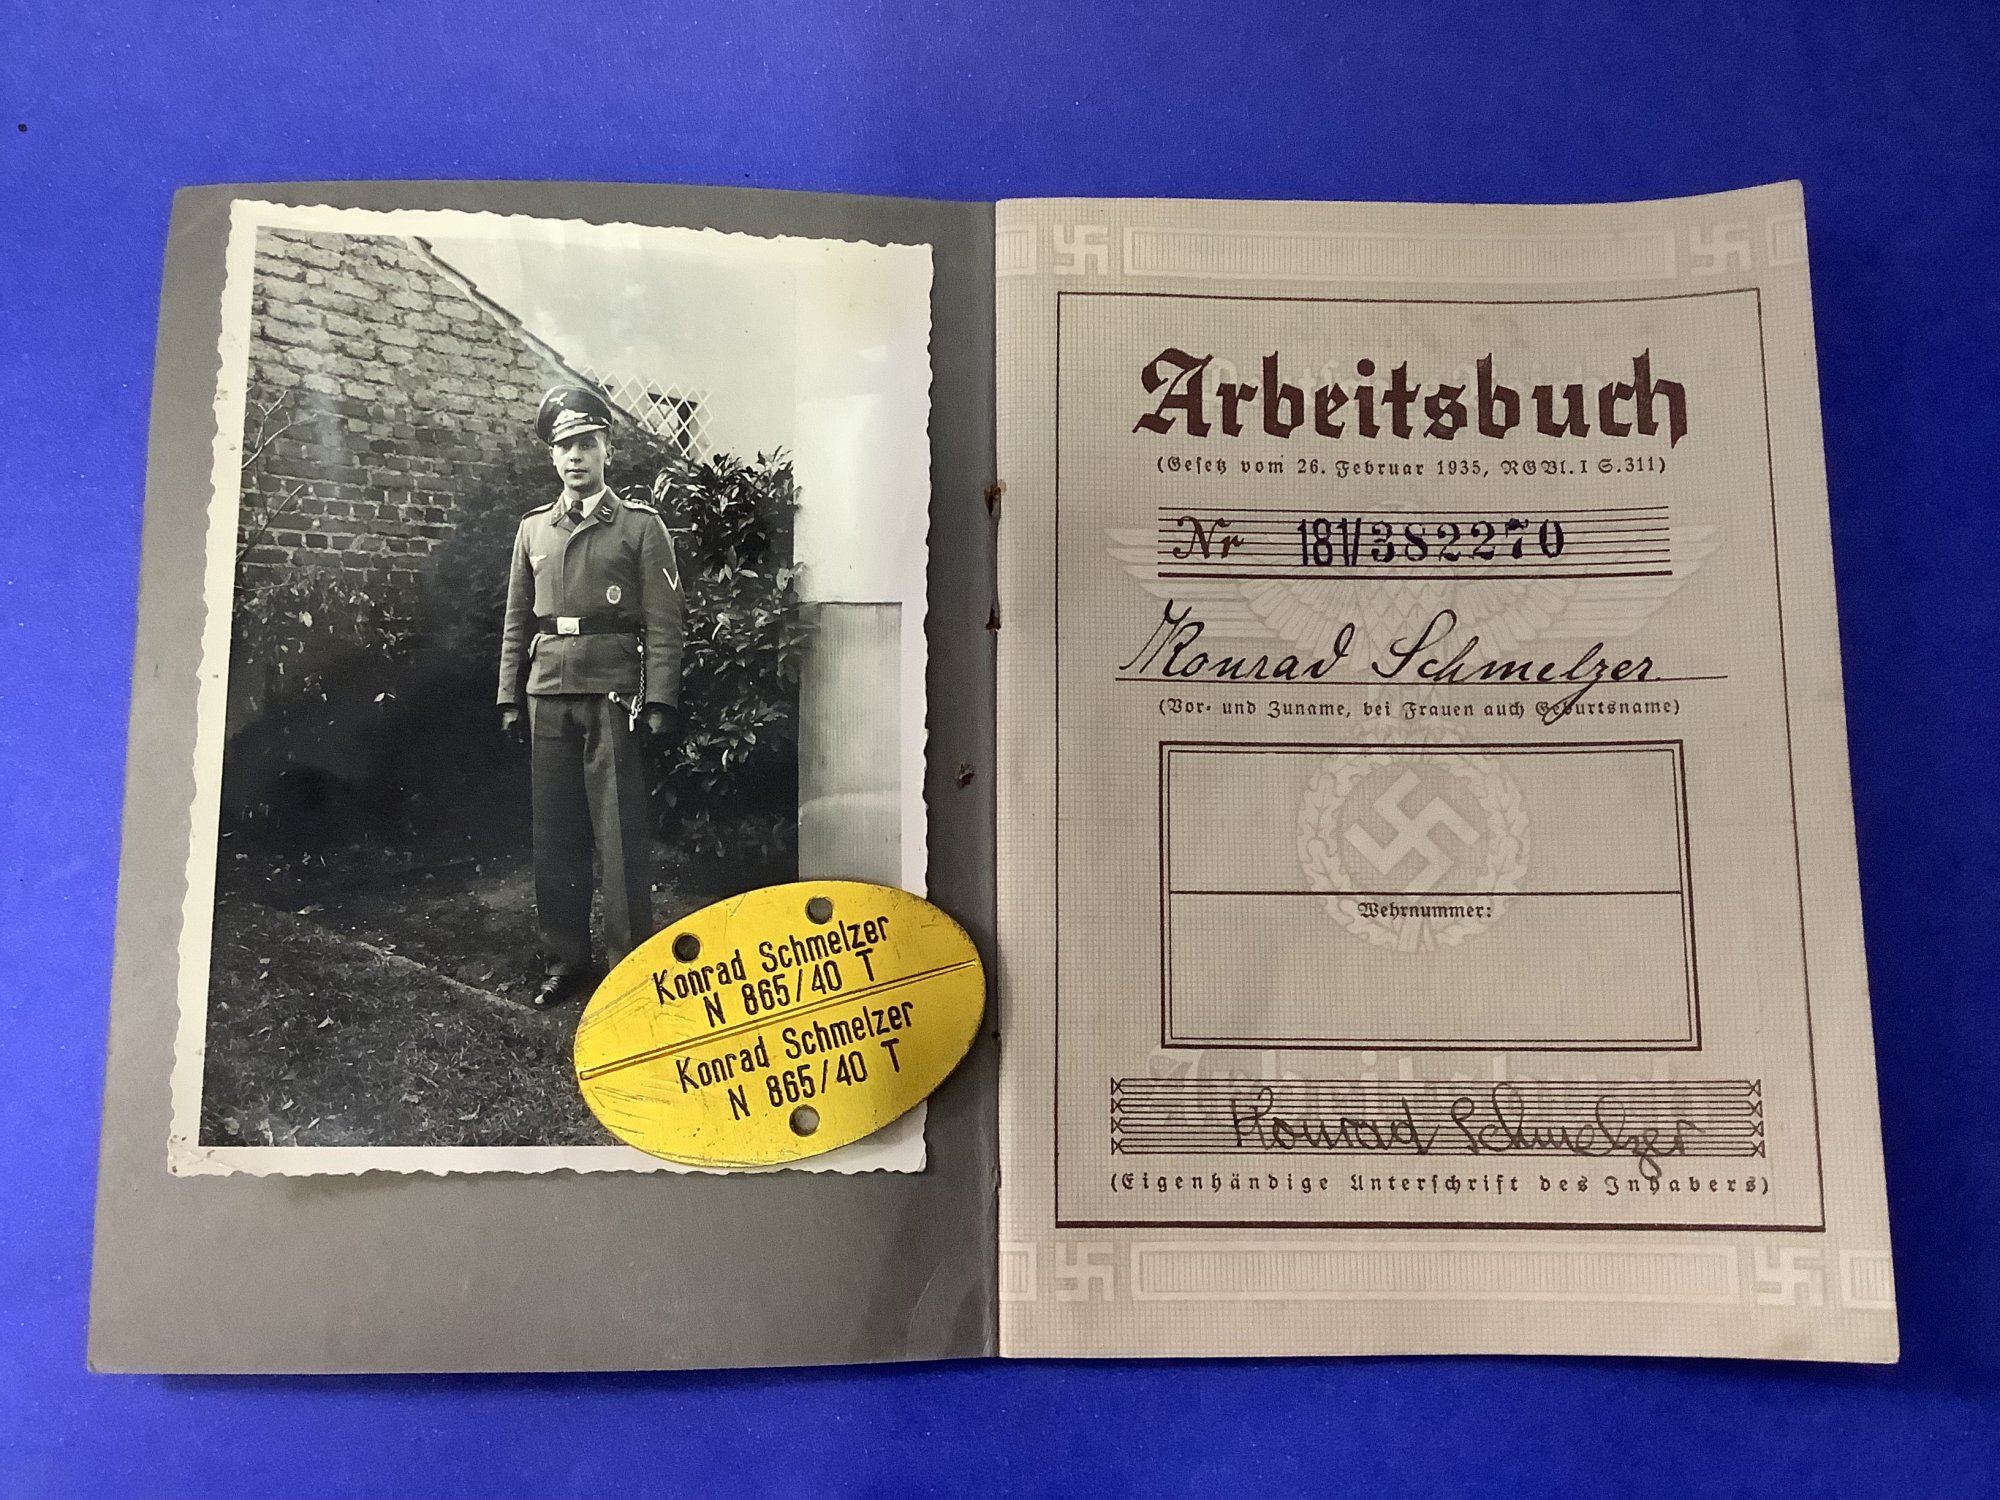 Konrad Schmelzer
N 865/40 T
Konrad Schmelzer
N 865/40 T
Arbeitsbuch
(Gesetz vom 26. Februar 1935, RGBl. I S. 311)
Nr 181/382270
Konrad Schmelzer
(Vor- und Zuname, bei Frauen auch Geburtsname)
Wehrnummer:
Konrad Schmelzer
(Eigenhändige Unterschrift des Inhabers)